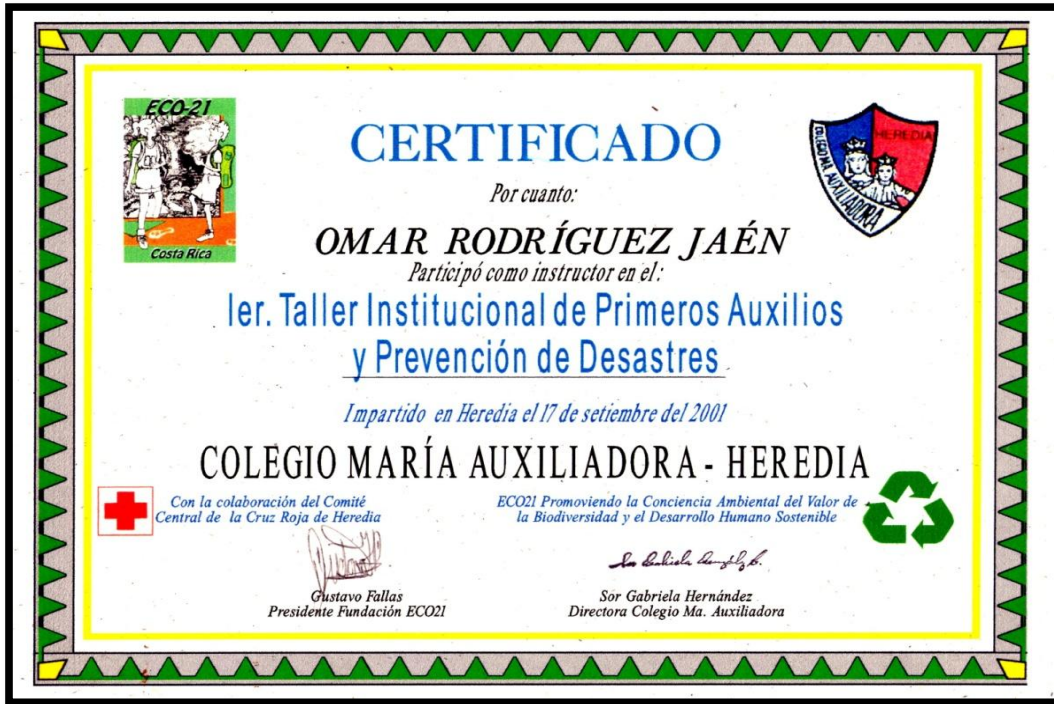 ECO-21
Costa Rica
HEREDIA
COLEGIO MA. AUXILIADORA
CERTIFICADO
Por cuanto:
OMAR RODRÍGUEZ JAÉN
Participó como instructor en el:
Ier. Taller Institucional de Primeros Auxilios
y Prevención de Desastres
Impartido en Heredia el 17 de setiembre del 2001
COLEGIO MARÍA AUXILIADORA - HEREDIA
Con la colaboración del Comité
Central de la Cruz Roja de Heredia
ECO21 Promoviendo la Conciencia Ambiental del Valor de
la Biodiversidad y el Desarrollo Humano Sostenible
Gustavo Fallas
Presidente Fundación ECO21
Sor Gabriela Hernández
Directora Colegio Ma. Auxiliadora